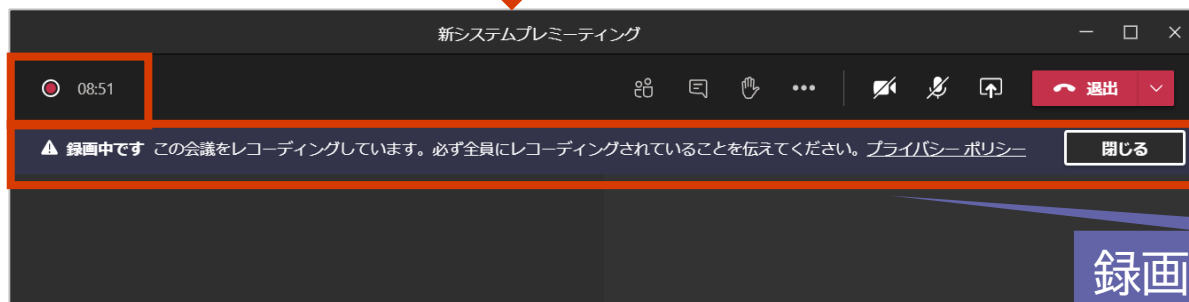 新システムプレミーティング
08:51
退出
録画中です この会議をレコーディングしています。必ず全員にレコーディングされていることを伝えてください。プライバシー ポリシー
閉じる
録画